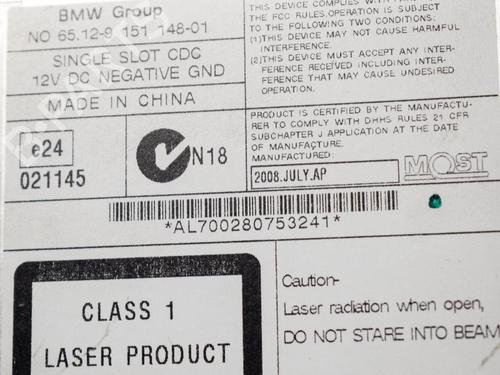 BMW Group
NO 65.12-9 151 148-01
SINGLE SLOT CDC
12V DC NEGATIVE GND
MADE IN CHINA
e24
021145
N18
THIS DEVICE COMPLIES WITH
THE FCC RULES.OPERATION IS SUBJECT
TO THE FOLLOWING TWO CONDITIONS.
(1)THIS DEVICE MAY NOT CAUSE HARMFUL
INTERFERENCE.
(2)THIS DEVICE MUST ACCEPT ANY INTER-
FERENCE RECEIVED INCLUDING INTER-
FERENCE THAT MAY CAUSE UNDESIRED
OPERATION.
PRODUCT IS CERTIFIED BY THE MANUFACTU-
RER TO COMPLY WITH DHHS RULES 21 CFR
SUBCHAPTER J APPLICATION AT THE DATE
OF MANUFACTURE.
MANUFACTURED:
2008.JULY.AP
MOST
*AL700280753241*
CLASS 1
LASER PRODUCT
Caution-
Laser radiation when open,
DO NOT STARE INTO BEAM